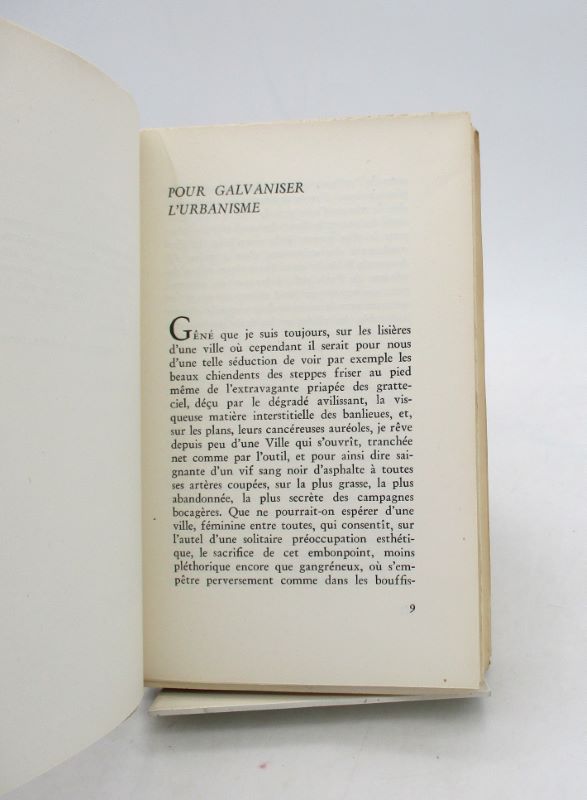 POUR GALVANISER
L'URBANISME
GÊNÉ que je suis toujours, sur les lisières
d'une ville où cependant il serait pour nous
d'une telle séduction de voir par exemple les
beaux chiendents des steppes friser au pied
même de l'extravagante priapée des gratte-
ciel, déçu par le dégradé avilissant, la vis-
queuse matière interstitielle des banlieues, et,
sur les plans, leurs cancéreuses auréoles, je rêve
depuis peu d'une Ville qui s'ouvrît, tranchée
net comme par l'outil, et pour ainsi dire sai-
gnante d'un vif sang noir d'asphalte à toutes
ses artères coupées, sur la plus grasse, la plus
abandonnée, la plus secrète des campagnes
bocagères. Que ne pourrait-on espérer d'une
ville, féminine entre toutes, qui consentît, sur
l'autel d'une solitaire préoccupation esthéti-
que, le sacrifice de cet embonpoint, moins
pléthorique encore que gangréneux, où s'em-
pêtre perversement comme dans les bouffis-
9